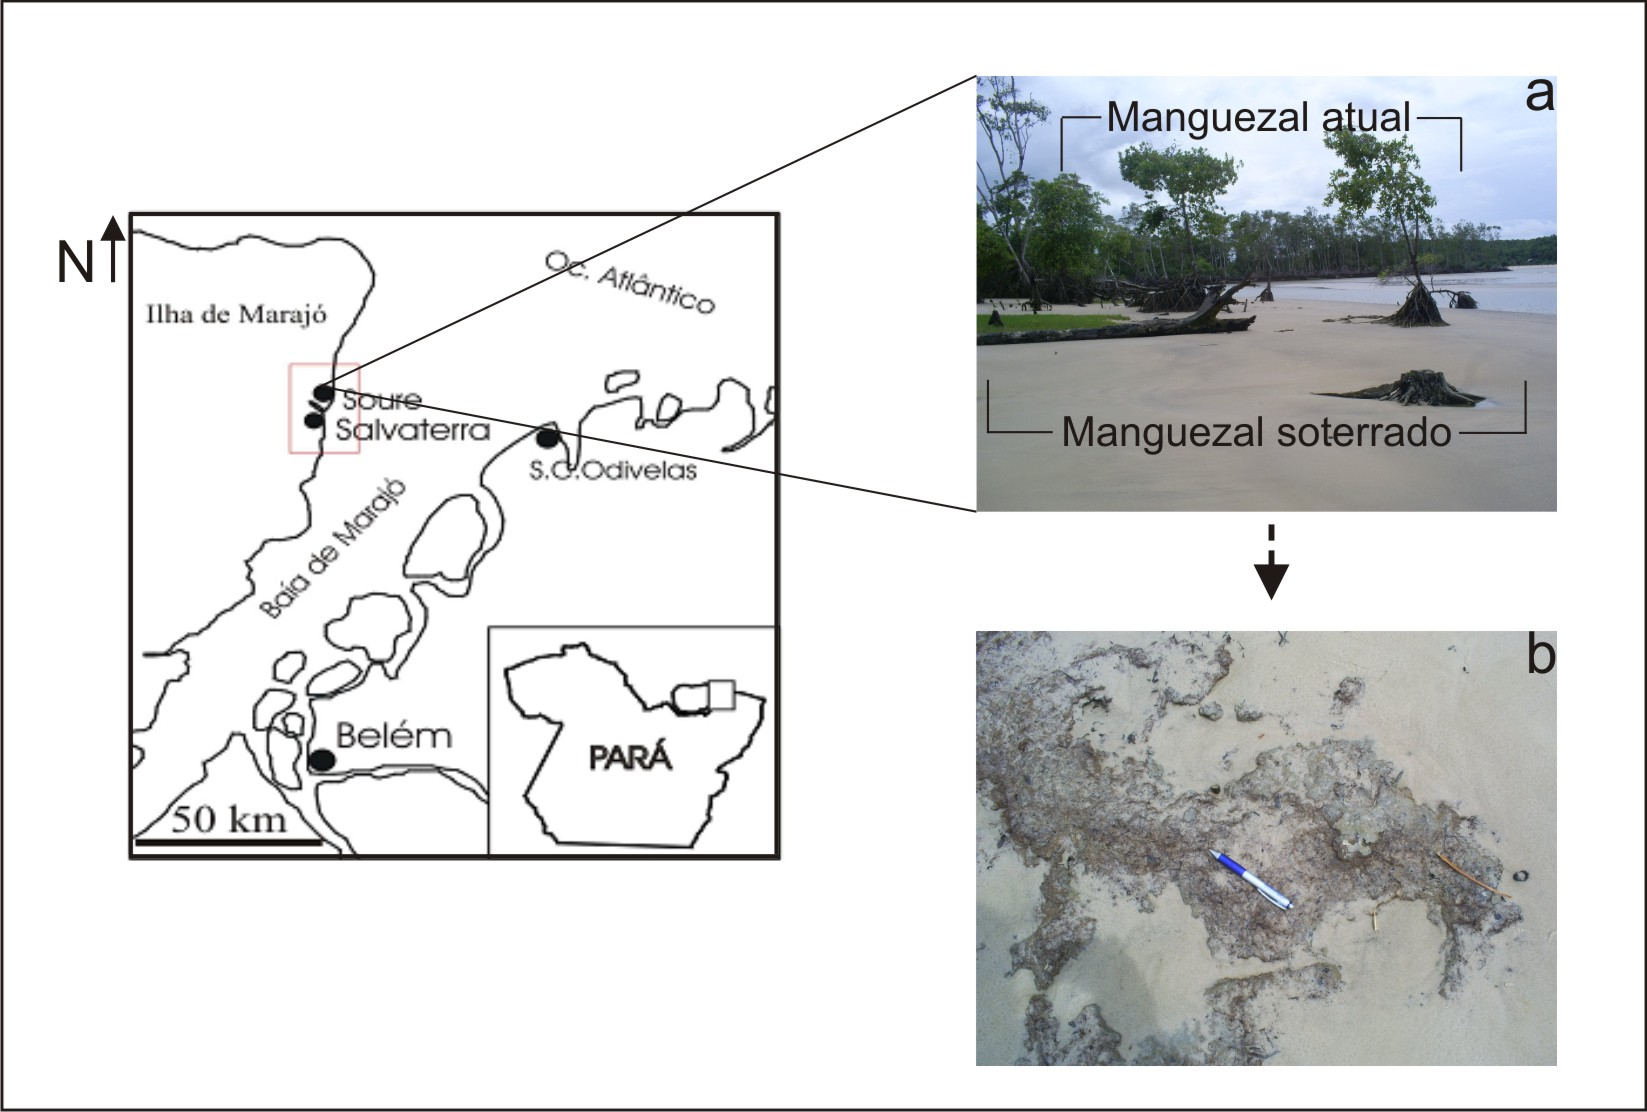 N
Ilha de Marajó
Oc. Atlântico
Soure
Salvaterra
S.C.Odivelas
Baía de Marajó
Belém
50 km
PARÁ
a
Manguezal atual
Manguezal soterrado
b